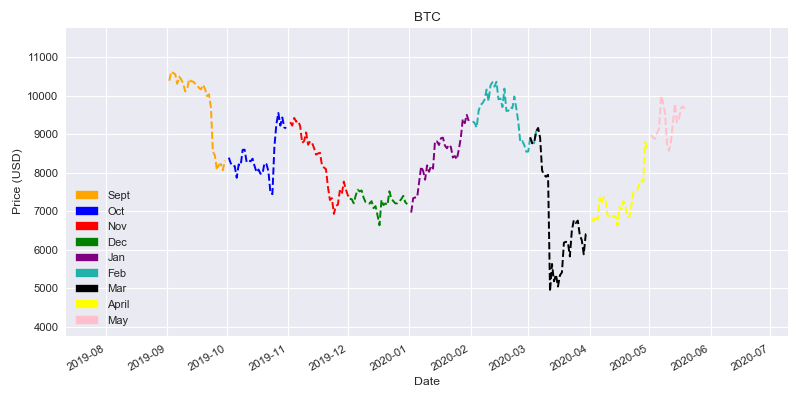 BTC
11000
10000
9000
8000
7000
6000
5000
4000
Price (USD)
Sept
Oct
Nov
Dec
Jan
Feb
Mar
April
May
2019-08
2019-09
2019-10
2019-11
2019-12
2020-01
2020-02
2020-03
2020-04
2020-05
2020-06
2020-07
Date